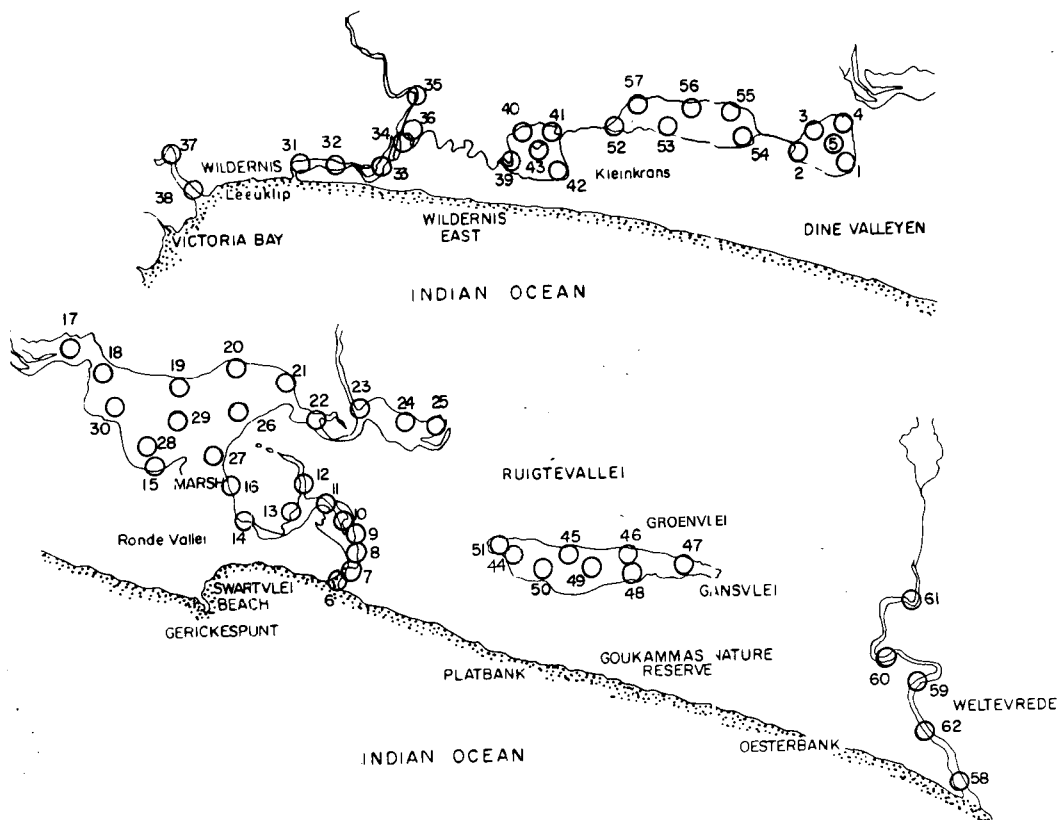 35
57
56
55
40
41
36
3
4
37
34
5
31
32
52
53
54
43
WILDERNIS
33
39
2
1
42
Kleinkrans
38
Leeuklip
WILDERNIS
EAST
VICTORIA BAY
DINE VALLEYEN
INDIAN OCEAN
17
18
20
19
21
23
22
24
25
30
29
26
28
27
15
MARSH
16
12
11
13
10
14
9
8
7
6
Ronde Vallei
SWARTVLEI
BEACH
GERICKESPUNT
RUIGTEVALLEI
GROENVLEI
45
46
47
51
44
49
50
48
GANSVLEI
61
60
59
WELTEVREDE
62
58
GOUKAMMAS NATURE
RESERVE
PLATBANK
OESTERBANK
INDIAN OCEAN